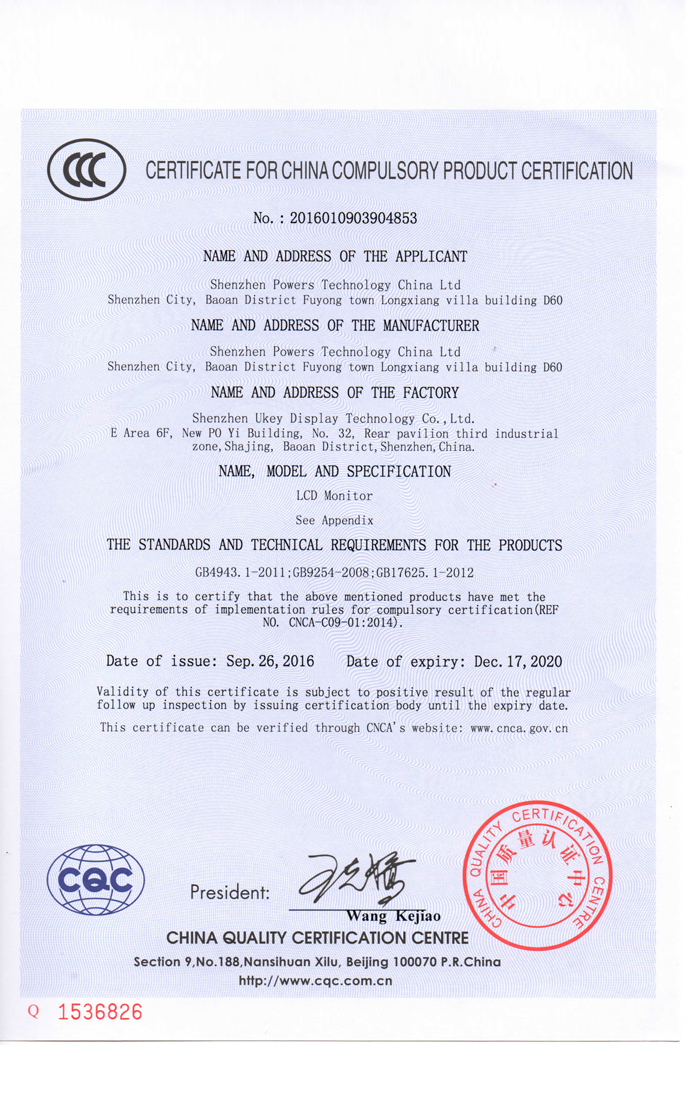 CCC
CERTIFICATE FOR CHINA COMPULSORY PRODUCT CERTIFICATION
No. : 2016010903904853
NAME AND ADDRESS OF THE APPLICANT
Shenzhen Powers Technology China Ltd
Shenzhen City, Baoan District Fuyong town Longxiang villa building D60
NAME AND ADDRESS OF THE MANUFACTURER
Shenzhen Powers Technology China Ltd
Shenzhen City, Baoan District Fuyong town Longxiang villa building D60
NAME AND ADDRESS OF THE FACTORY
Shenzhen Ukey Display Technology Co.,Ltd.
E Area 6F, New PO Yi Building, No. 32, Rear pavilion third industrial
zone,Shajing, Baoan District,Shenzhen,China.
NAME, MODEL AND SPECIFICATION
LCD Monitor
See Appendix
THE STANDARDS AND TECHNICAL REQUIREMENTS FOR THE PRODUCTS
GB4943.1-2011;GB9254-2008;GB17625.1-2012
This is to certify that the above mentioned products have met the
requirements of implementation rules for compulsory certification(REF
NO. CNCA-C09-01:2014).
Date of issue: Sep.26,2016 Date of expiry: Dec.17,2020
Validity of this certificate is subject to positive result of the regular
follow up inspection by issuing certification body until the expiry date.
This certificate can be verified through CNCA's website: www.cnca.gov.cn
CHINA QUALITY CERTIFICATION CENTRE
中国质量认证中心
CQC
President:
Wang Kejiao
CHINA QUALITY CERTIFICATION CENTRE
Section 9,No.188,Nansihuan Xilu, Beijing 100070 P.R.China
http://www.cqc.com.cn
Q 1536826